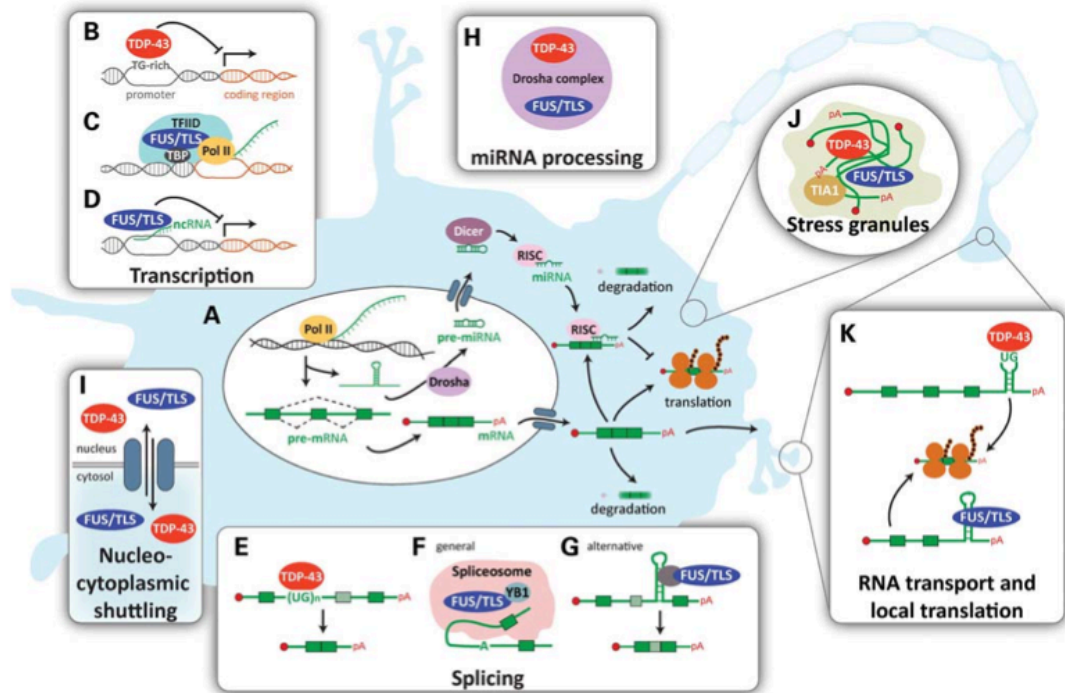 B
TDP-43
TG-rich
promoter
coding region
C
TFIID
FUS/TLS
Pol II
TBP
D
FUS/TLS
ncRNA
Transcription
H
TDP-43
Drosha complex
FUS/TLS
miRNA processing
J
pA
TDP-43
pA
FUS/TLS
TIA1
pA
Stress granules
A
Pol II
pre-miRNA
Drosha
pre-mRNA
pA
mRNA
Dicer
RISC
miRNA
degradation
RISC
pA
pA
translation
pA
degradation
I
FUS/TLS
TDP-43
nucleus
cytosol
FUS/TLS
TDP-43
Nucleo-
cytoplasmic
shuttling
E
TDP-43
(UG)n
pA
pA
F
general
Spliceosome
YB1
FUS/TLS
A
G
alternative
FUS/TLS
pA
pA
Splicing
K
TDP-43
UG
pA
pA
FUS/TLS
pA
RNA transport and
local translation